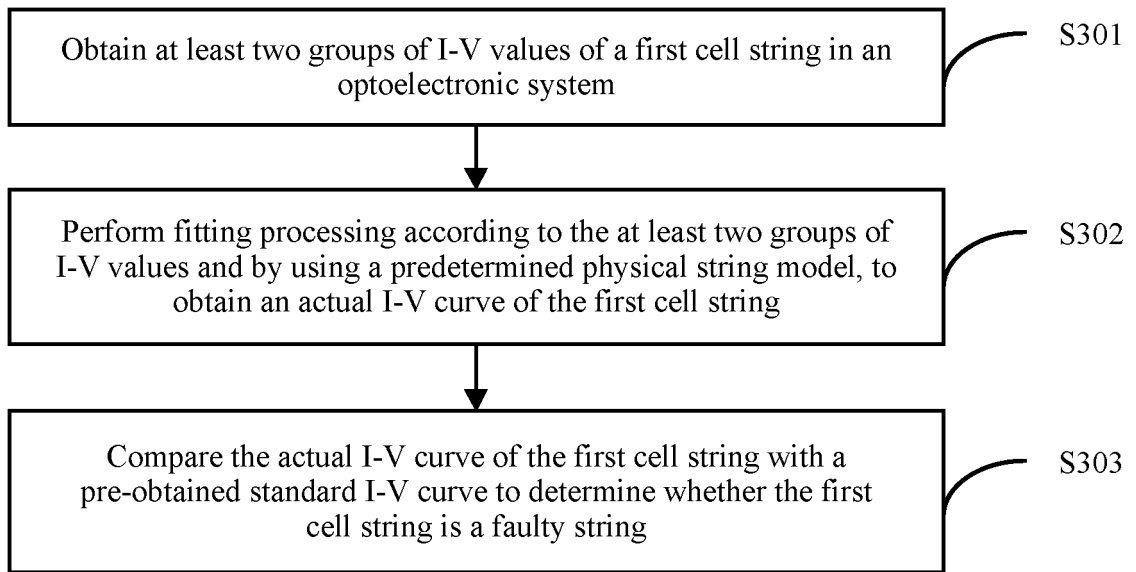 Obtain at least two groups of I-V values of a first cell string in an
optoelectronic system
S301
Perform fitting processing according to the at least two groups of
I-V values and by using a predetermined physical string model, to
obtain an actual I-V curve of the first cell string
S302
Compare the actual I-V curve of the first cell string with a
pre-obtained standard I-V curve to determine whether the first
cell string is a faulty string
S303